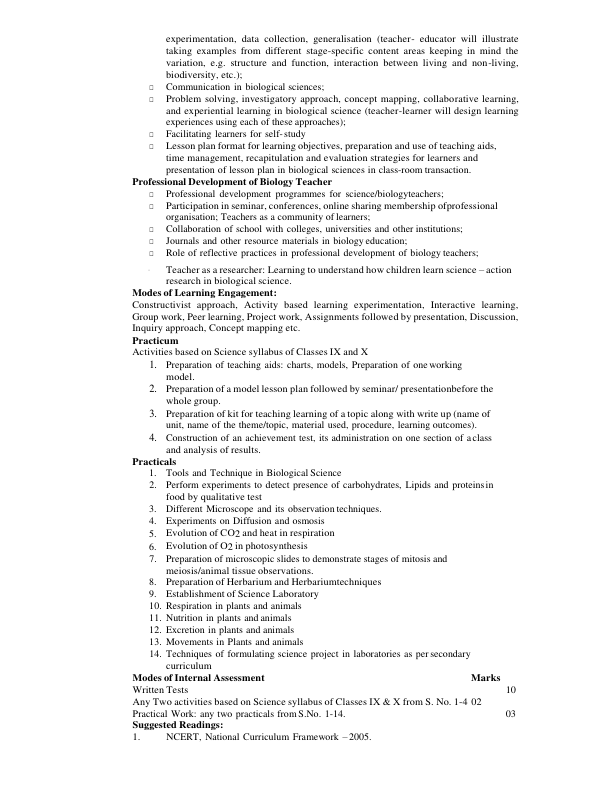 experimentation, data collection, generalisation (teacher- educator will illustrate
taking examples from different stage-specific content areas keeping in mind the
variation, e.g. structure and function, interaction between living and non-living,
biodiversity, etc.);
□ Communication in biological sciences;
□ Problem solving, investigatory approach, concept mapping, collaborative learning,
and experiential learning in biological science (teacher-learner will design learning
experiences using each of these approaches);
□ Facilitating learners for self-study
□ Lesson plan format for learning objectives, preparation and use of teaching aids,
time management, recapitulation and evaluation strategies for learners and
presentation of lesson plan in biological sciences in class-room transaction.
Professional Development of Biology Teacher
□ Professional development programmes for science/biologyteachers;
□ Participation in seminar, conferences, online sharing membership ofprofessional
organisation; Teachers as a community of learners;
□ Collaboration of school with colleges, universities and other institutions;
□ Journals and other resource materials in biology education;
□ Role of reflective practices in professional development of biology teachers;
Teacher as a researcher: Learning to understand how children learn science – action
research in biological science.
Modes of Learning Engagement:
Constructivist approach, Activity based learning experimentation, Interactive learning,
Group work, Peer learning, Project work, Assignments followed by presentation, Discussion,
Inquiry approach, Concept mapping etc.
Practicum
Activities based on Science syllabus of Classes IX and X
1. Preparation of teaching aids: charts, models, Preparation of one working
model.
2. Preparation of a model lesson plan followed by seminar/ presentationbefore the
whole group.
3. Preparation of kit for teaching learning of a topic along with write up (name of
unit, name of the theme/topic, material used, procedure, learning outcomes).
4. Construction of an achievement test, its administration on one section of a class
and analysis of results.
Practicals
1. Tools and Technique in Biological Science
2. Perform experiments to detect presence of carbohydrates, Lipids and proteins in
food by qualitative test
3. Different Microscope and its observation techniques.
4. Experiments on Diffusion and osmosis
5. Evolution of CO2 and heat in respiration
6. Evolution of O2 in photosynthesis
7. Preparation of microscopic slides to demonstrate stages of mitosis and
meiosis/animal tissue observations.
8. Preparation of Herbarium and Herbariumtechniques
9. Establishment of Science Laboratory
10. Respiration in plants and animals
11. Nutrition in plants and animals
12. Excretion in plants and animals
13. Movements in Plants and animals
14. Techniques of formulating science project in laboratories as per secondary
curriculum
Modes of Internal Assessment Marks
Written Tests 10
Any Two activities based on Science syllabus of Classes IX & X from S. No. 1-4 02
Practical Work: any two practicals from S.No. 1-14. 03
Suggested Readings:
1. NCERT, National Curriculum Framework – 2005.